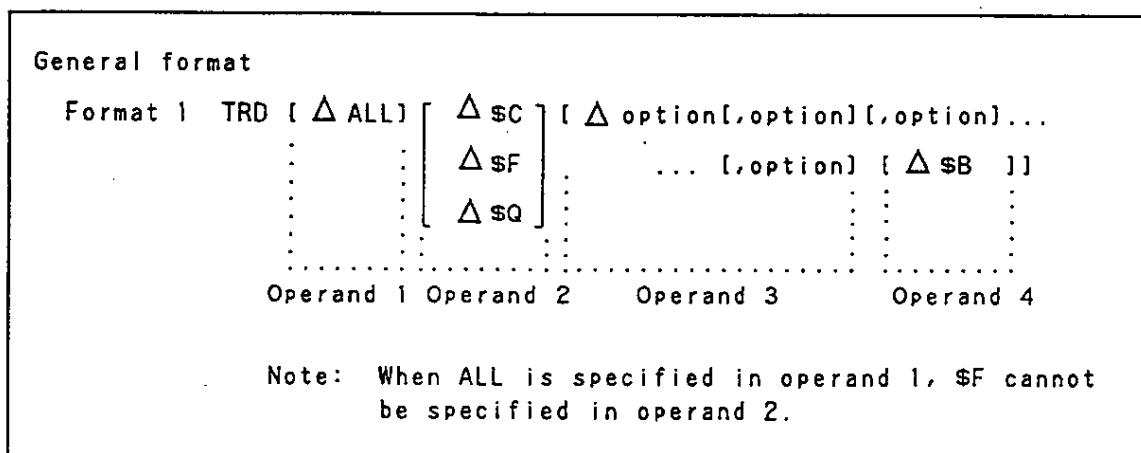 General format
Format 1 TRD [ Δ ALL] [ Δ $C ] [ Δ option[,option][,option]...
Δ $F ... [,option] [ Δ $B ]]
Δ $Q
Operand 1 Operand 2 Operand 3 Operand 4
Note: When ALL is specified in operand 1, $F cannot
be specified in operand 2.